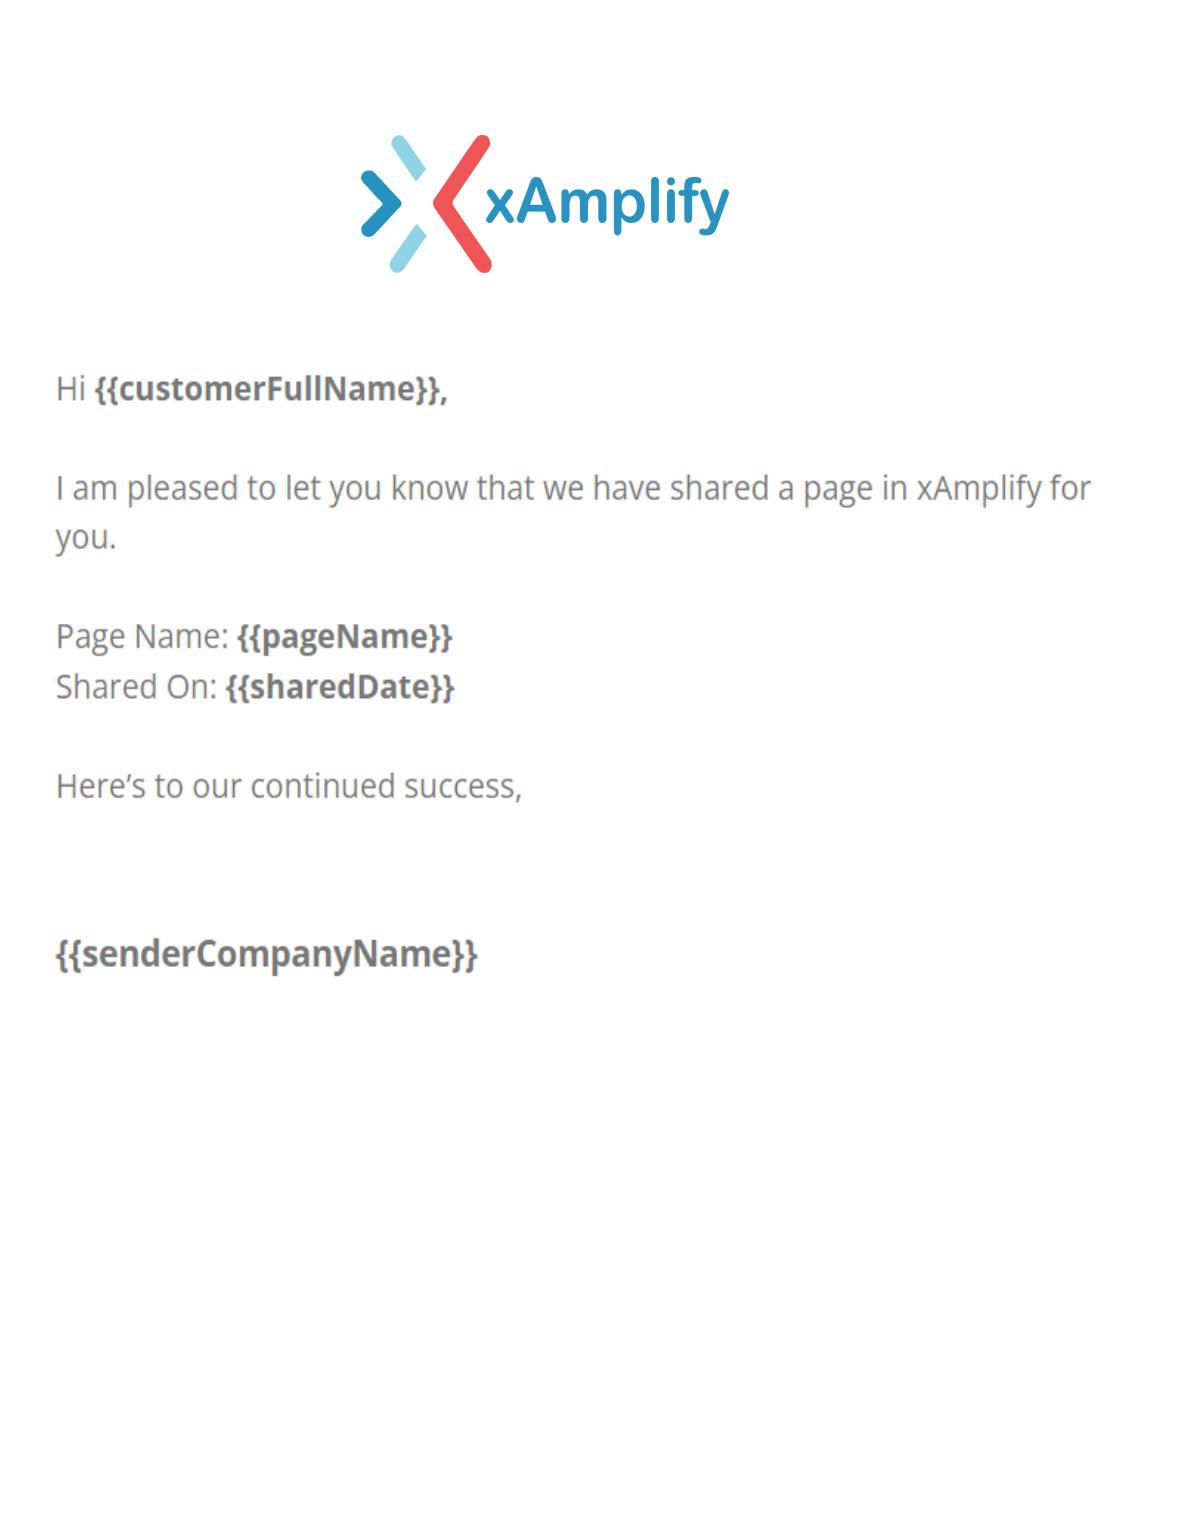 xAmplify
Hi {{customerFullName}},
I am pleased to let you know that we have shared a page in xAmplify for
you.
Page Name: {{pageName}}
Shared On: {{sharedDate}}
Here’s to our continued success,
{{senderCompanyName}}